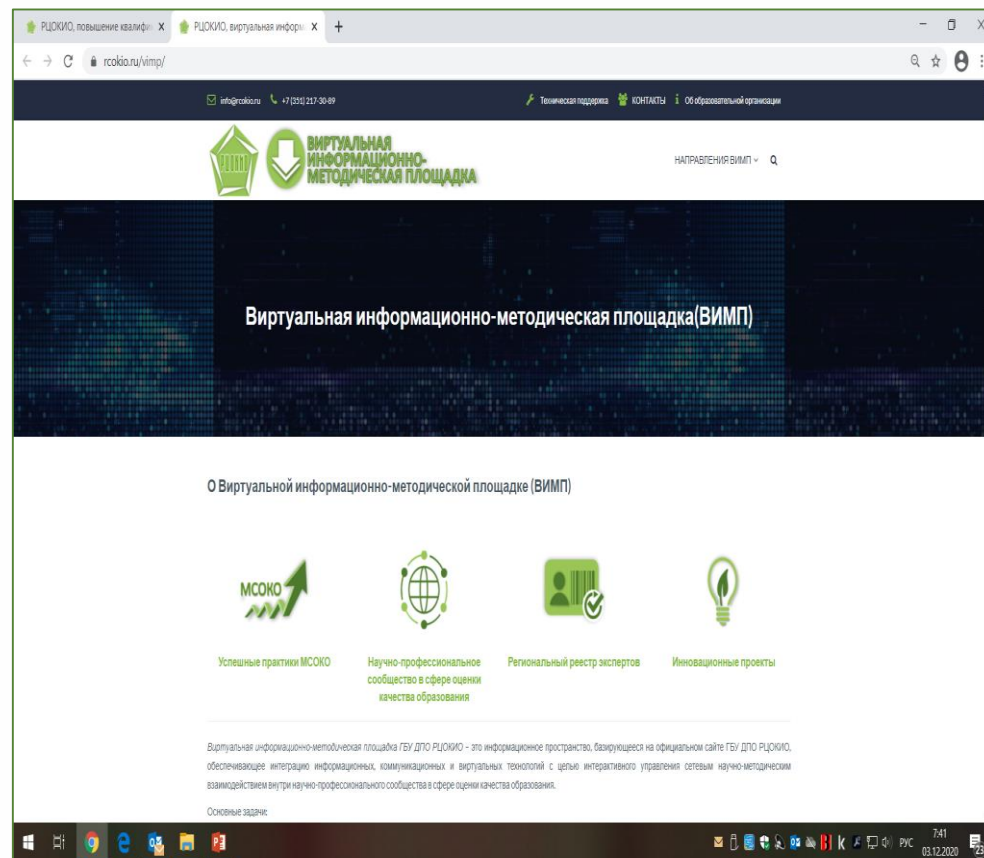 РЦОКИО, повышение квалифи
РЦОКИО, виртуальная информ
rcokio.ru/vimp/
info@rcokio.ru +7 (351) 217-30-89
Техническая поддержка КОНТАКТЫ Об образовательной организации
РЦОКИО
ВИРТУАЛЬНАЯ
ИНФОРМАЦИОННО-
МЕТОДИЧЕСКАЯ ПЛОЩАДКА
НАПРАВЛЕНИЯ ВИМП
Виртуальная информационно-методическая площадка(ВИМП)
О Виртуальной информационно-методической площадке (ВИМП)
МСОКО
Успешные практики МСОКО
Научно-профессиональное
сообщество в сфере оценки
качества образования
Региональный реестр экспертов
Инновационные проекты
Виртуальная информационно-методическая площадка ГБУ ДПО РЦОКИО – это информационное пространство, базирующееся на официальном сайте ГБУ ДПО РЦОКИО,
обеспечивающее интеграцию информационных, коммуникационных и виртуальных технологий с целью интерактивного управления сетевым научно-методическим
взаимодействием внутри научно-профессионального сообщества в сфере оценки качества образования.
Основные задачи:
РУС
7:41
03.12.2020
23